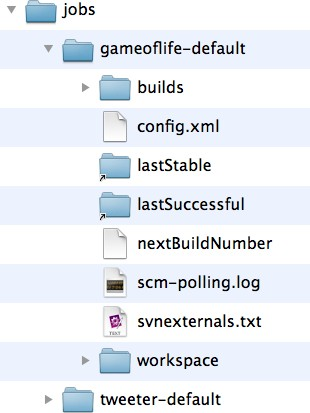 jobs
gameoflife-default
builds
config.xml
lastStable
lastSuccessful
nextBuildNumber
scm-polling.log
svnexternals.txt
workspace
tweeter-default